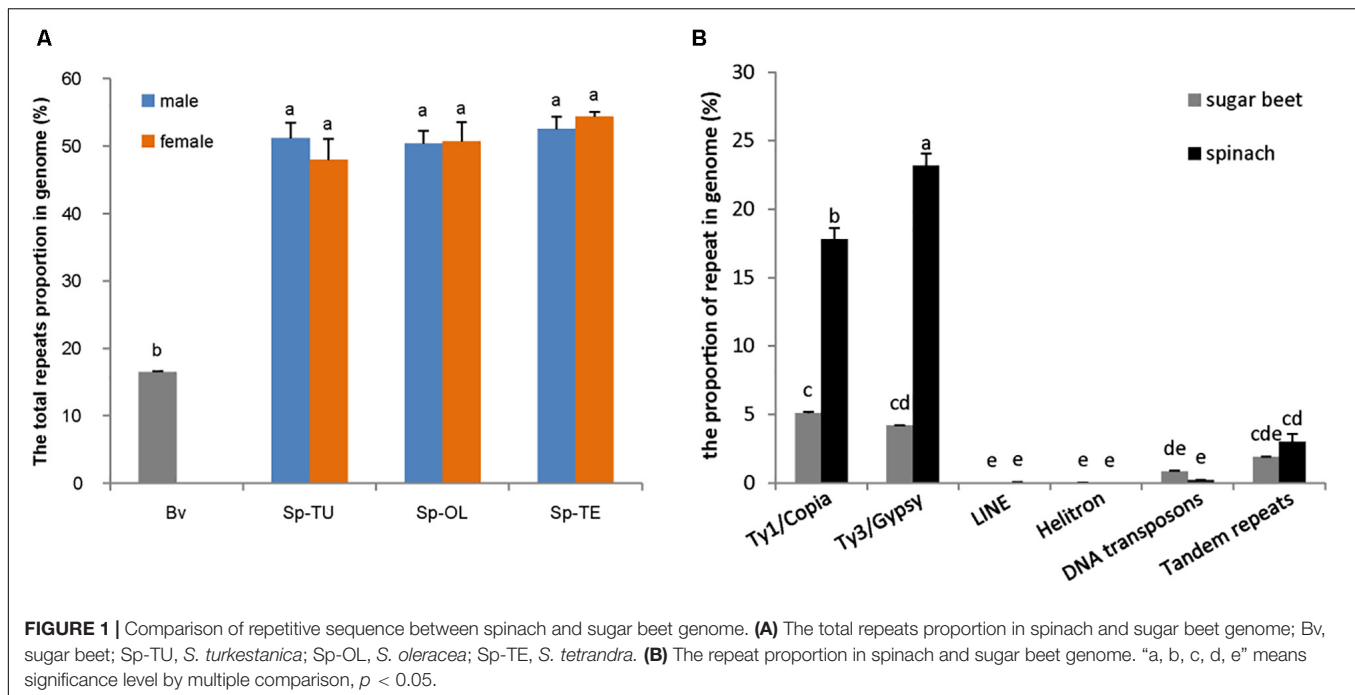 A
The total repeats proportion in genome (%)
60
50
40
30
20
10
0
male
female
b
a a
a a
a a
Bv Sp-TU Sp-OL Sp-TE
B
the proportion of repeat in genome (%)
30
25
20
15
10
5
0
sugar beet
spinach
c b
cd a
e e
e e
de e
cde cd
Ty1/Copia
Ty3/Gypsy
LINE
Helitron
DNA transposons
Tandem repeats
FIGURE 1 | Comparison of repetitive sequence between spinach and sugar beet genome. (A) The total repeats proportion in spinach and sugar beet genome; Bv,
sugar beet; Sp-TU, S. turkestanica; Sp-OL, S. oleracea; Sp-TE, S. tetrandra. (B) The repeat proportion in spinach and sugar beet genome. “a, b, c, d, e” means
significance level by multiple comparison, p < 0.05.